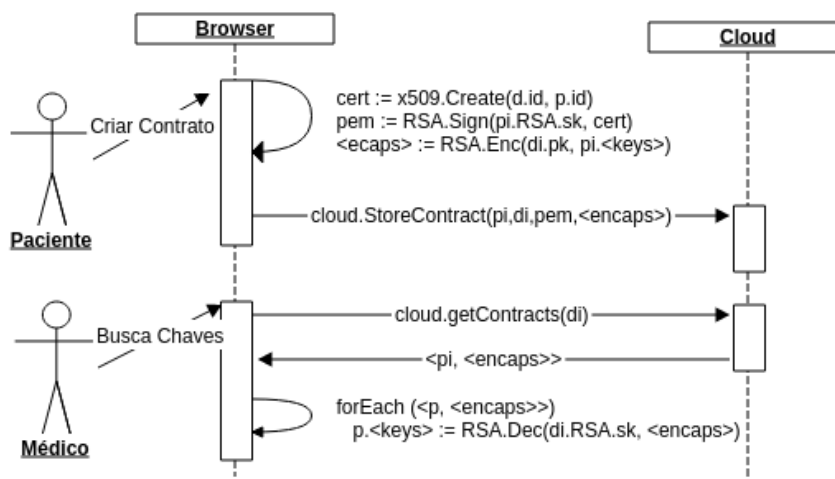 Browser
Cloud
cert := x509.Create(d.id, p.id)
pem := RSA.Sign(pi.RSA.sk, cert)
<ecaps> := RSA.Enc(di.pk, pi.<keys>)
Criar Contrato
cloud.StoreContract(pi,di,pem,<encaps>)
Paciente
Busca Chaves
cloud.getContracts(di)
<pi, <encaps>>
forEach (<p, <encaps>>)
p.<keys> := RSA.Dec(di.RSA.sk, <encaps>)
Médico